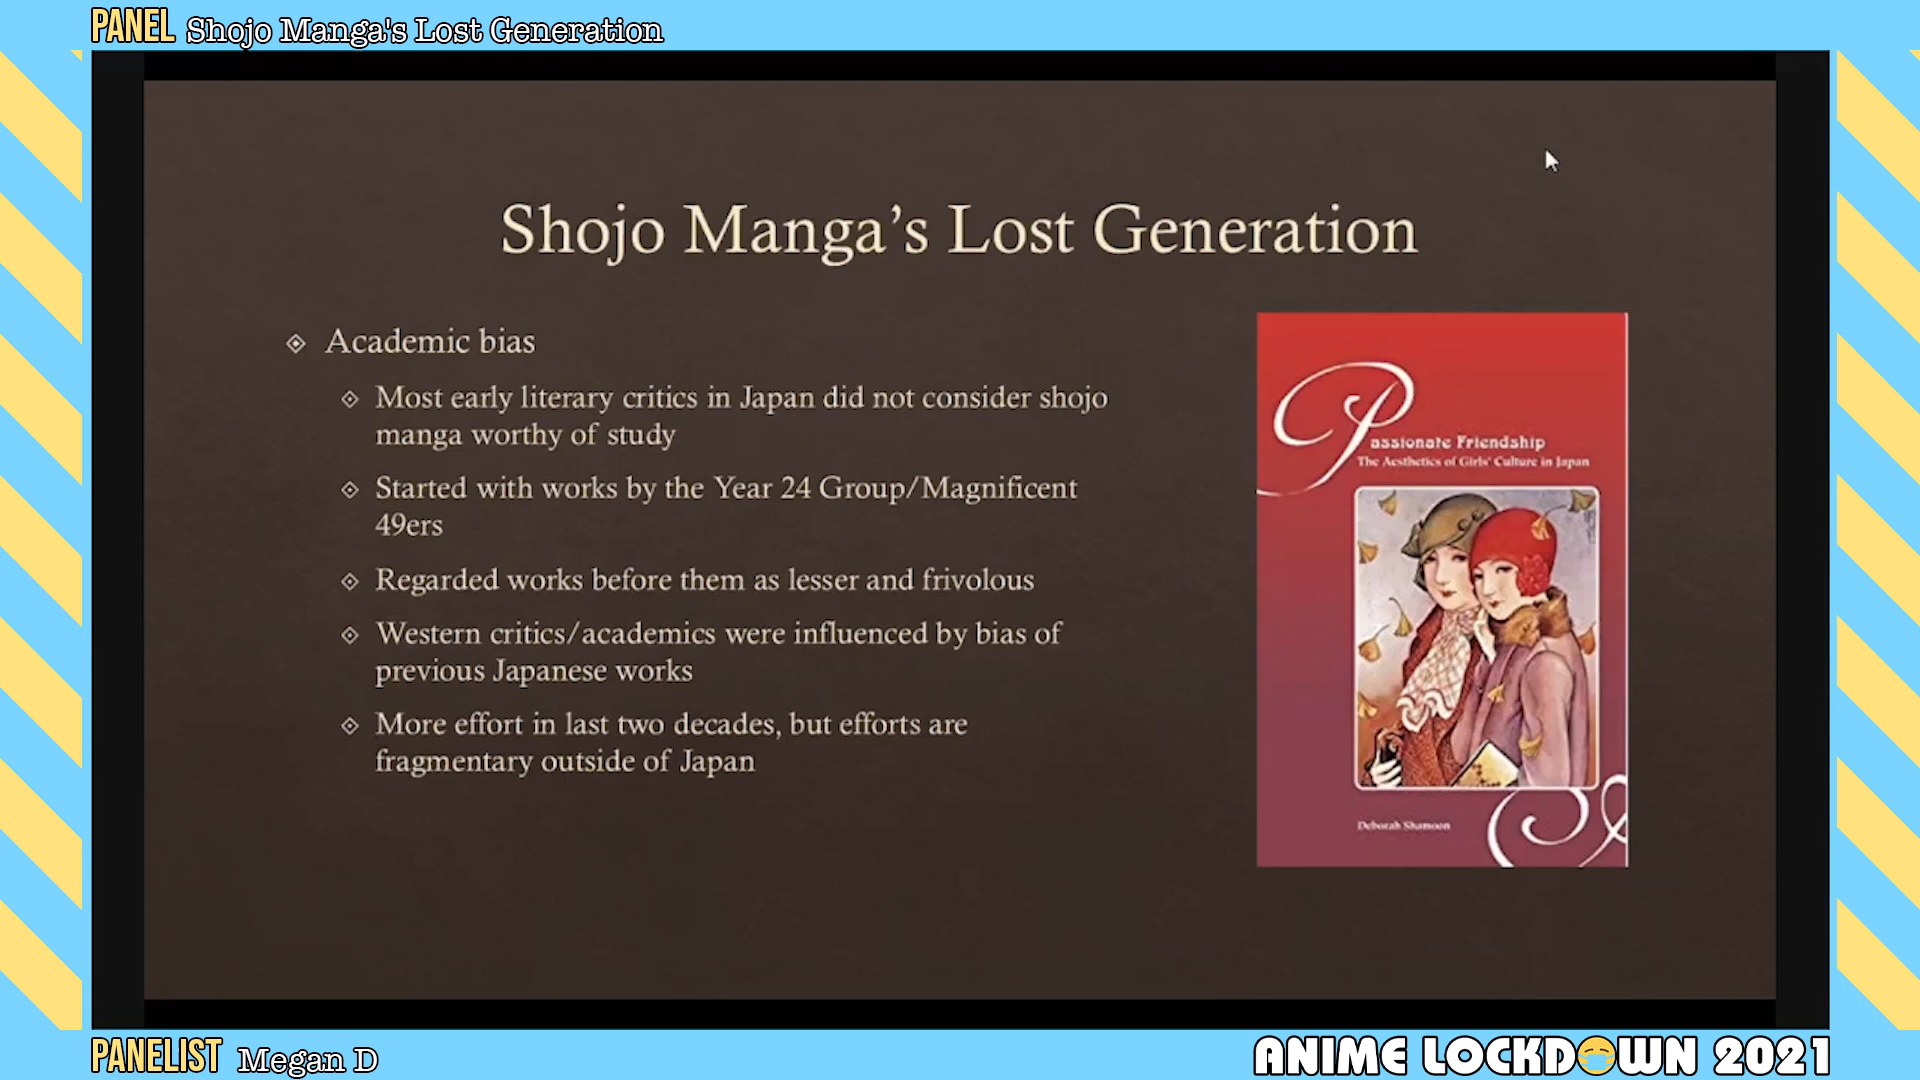 PANEL Shojo Manga's Lost Generation
Shojo Manga’s Lost Generation
Academic bias
Most early literary critics in Japan did not consider shojo
manga worthy of study
Started with works by the Year 24 Group/Magnificent
49ers
Regarded works before them as lesser and frivolous
Western critics/academics were influenced by bias of
previous Japanese works
More effort in last two decades, but efforts are
fragmentary outside of Japan
Passionate Friendship
The Aesthetics of Girls' Culture in Japan
Deborah Shamoon
PANELIST Megan D
ANIME LOCKDOWN 2021